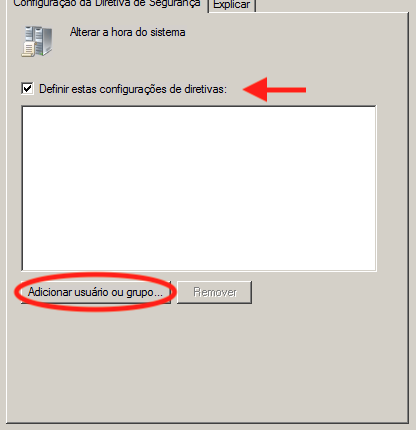 Configuração da Diretiva de Segurança Explicar
Alterar a hora do sistema
Definir estas configurações de diretivas:
Adicionar usuário ou grupo... Remover